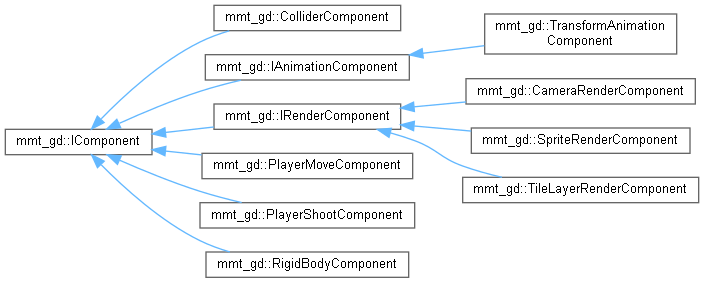 mmt_gd::ColliderComponent
mmt_gd::TransformAnimation
Component
mmt_gd::IAnimationComponent
mmt_gd::CameraRenderComponent
mmt_gd::IRenderComponent
mmt_gd::IComponent
mmt_gd::SpriteRenderComponent
mmt_gd::PlayerMoveComponent
mmt_gd::TileLayerRenderComponent
mmt_gd::PlayerShootComponent
mmt_gd::RigidBodyComponent